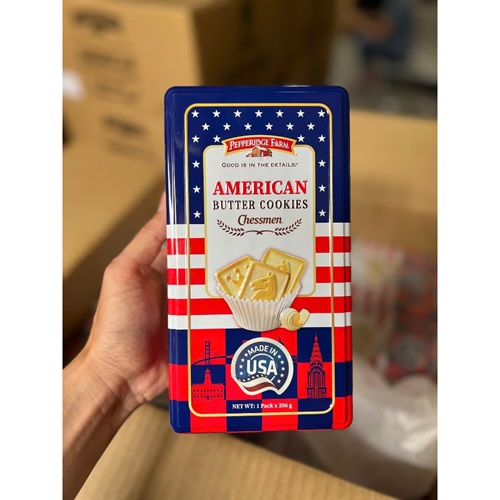 PEPPERIDGE FARM
GOOD IS IN THE DETAILS.™
AMERICAN
BUTTER COOKIES
Chessmen
MADE IN
USA
NET WT: 1 Pack x 206 g